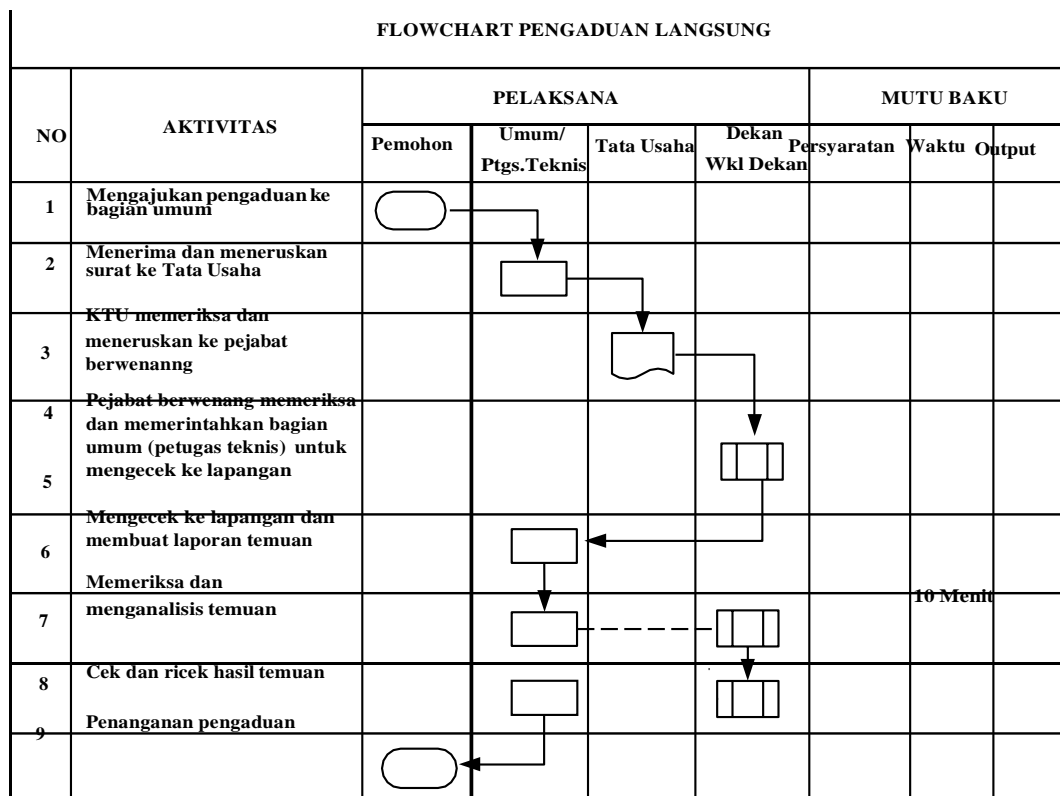 FLOWCHART PENGADUAN LANGSUNG
NO
AKTIVITAS
PELAKSANA
MUTU BAKU
Pemohon
Umum/
Ptgs.Teknis
Tata Usaha
Dekan
Wkl Dekan
Persyaratan
Waktu
Output
1
Mengajukan pengaduan ke
bagian umum
2
Menerima dan meneruskan
surat ke Tata Usaha
3
KTU memeriksa dan
meneruskan ke pejabat
berwenanng
4
Pejabat berwenang memeriksa
dan memerintahkan bagian
umum (petugas teknis) untuk
mengecek ke lapangan
5
6
Mengecek ke lapangan dan
membuat laporan temuan
7
Memeriksa dan
menganalisis temuan
10 Menit
8
Cek dan ricek hasil temuan
9
Penanganan pengaduan